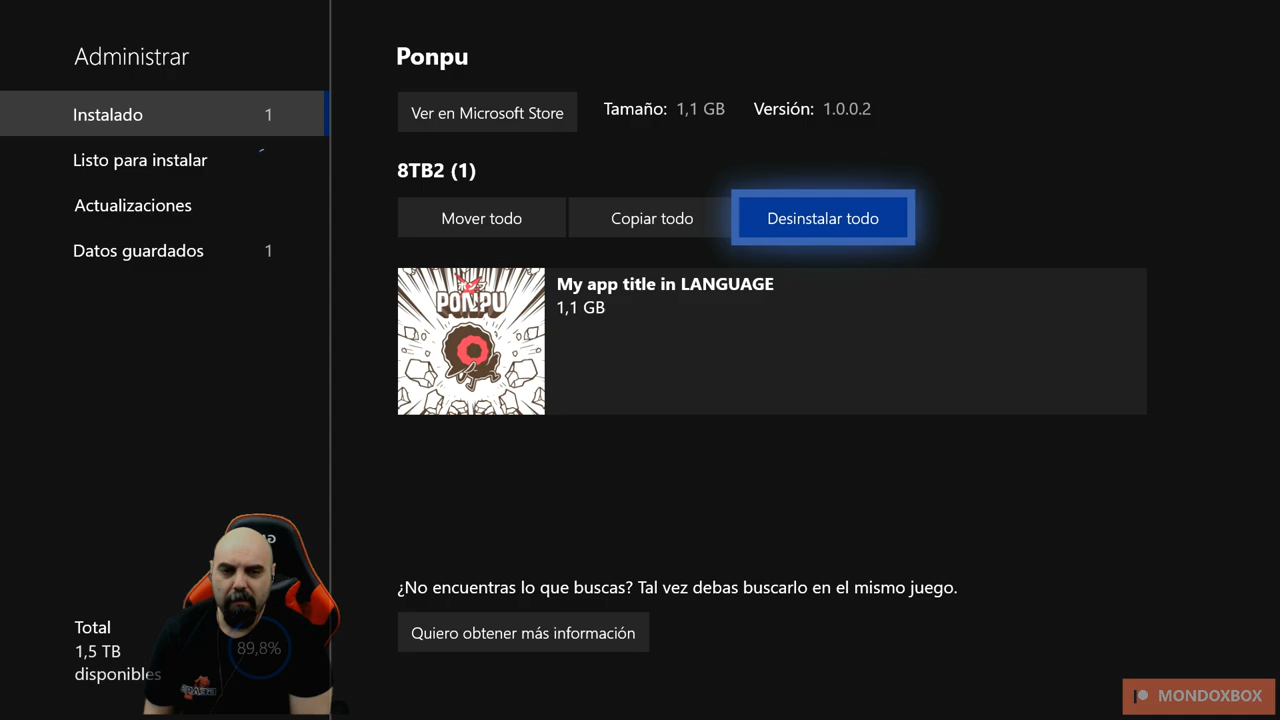 Administrar
Instalado 1
Listo para instalar
Actualizaciones
Datos guardados 1
Total
1,5 TB
disponibles
89,8%
Ponpu
Ver en Microsoft Store Tamaño: 1,1 GB Versión: 1.0.0.2
8TB2 (1)
Mover todo Copiar todo Desinstalar todo
PONPU
My app title in LANGUAGE
1,1 GB
¿No encuentras lo que buscas? Tal vez debas buscarlo en el mismo juego.
Quiero obtener más información
MONDOXBOX